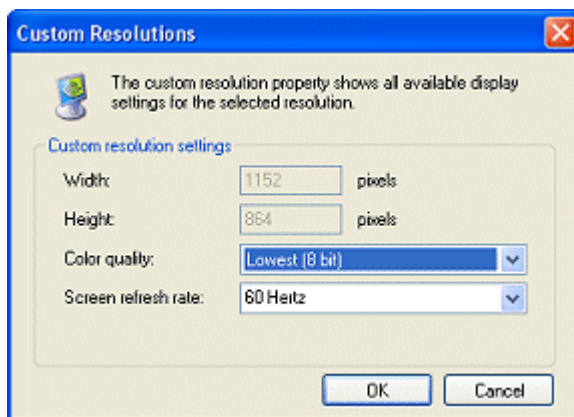 Custom Resolutions
The custom resolution property shows all available display
settings for the selected resolution.
Custom resolution settings
Width: 1152 pixels
Height: 864 pixels
Color quality: Lowest (8 bit)
Screen refresh rate: 60 Hertz
OK Cancel